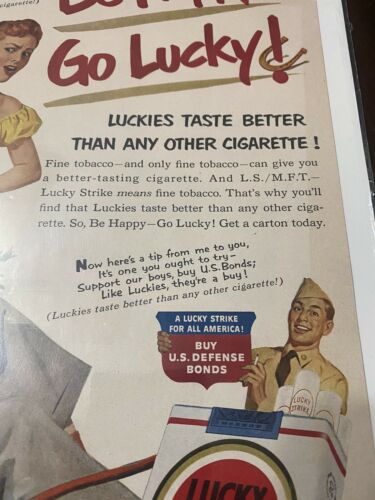 cigarette!)
Go Lucky!
LUCKIES TASTE BETTER
THAN ANY OTHER CIGARETTE!
Fine tobacco—and only fine tobacco—can give you
a better-tasting cigarette. And L.S./M.F.T.—
Lucky Strike means fine tobacco. That's why you'll
find that Luckies taste better than any other ciga-
rette. So, Be Happy—Go Lucky! Get a carton today.
Now here's a tip from me to you,
It's one you ought to try—
Support our boys, buy U.S. Bonds;
Like Luckies, they're a buy!
(Luckies taste better than any other cigarette!)
A LUCKY STRIKE
FOR ALL AMERICA!
BUY
U.S. DEFENSE
BONDS
LUCKY
STRIKE
LUCKY